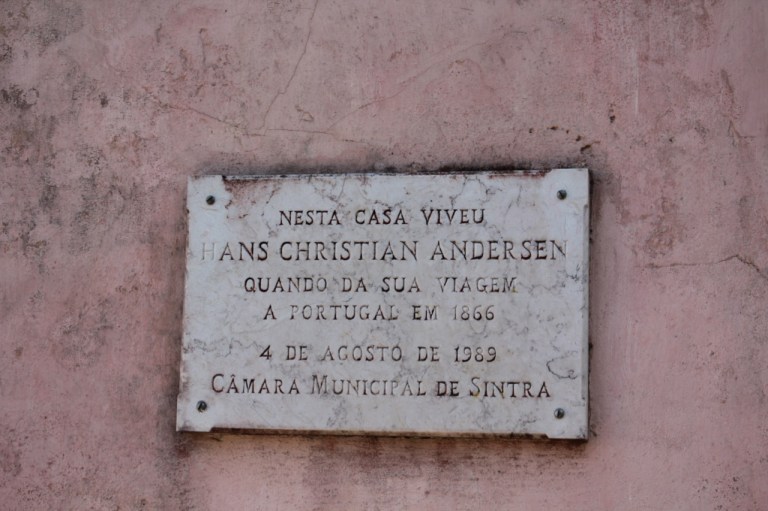 NESTA CASA VIVEU
HANS CHRISTIAN ANDERSEN
QUANDO DA SUA VIAGEM
A PORTUGAL EM 1866
4 DE AGOSTO DE 1989
CÂMARA MUNICIPAL DE SINTRA